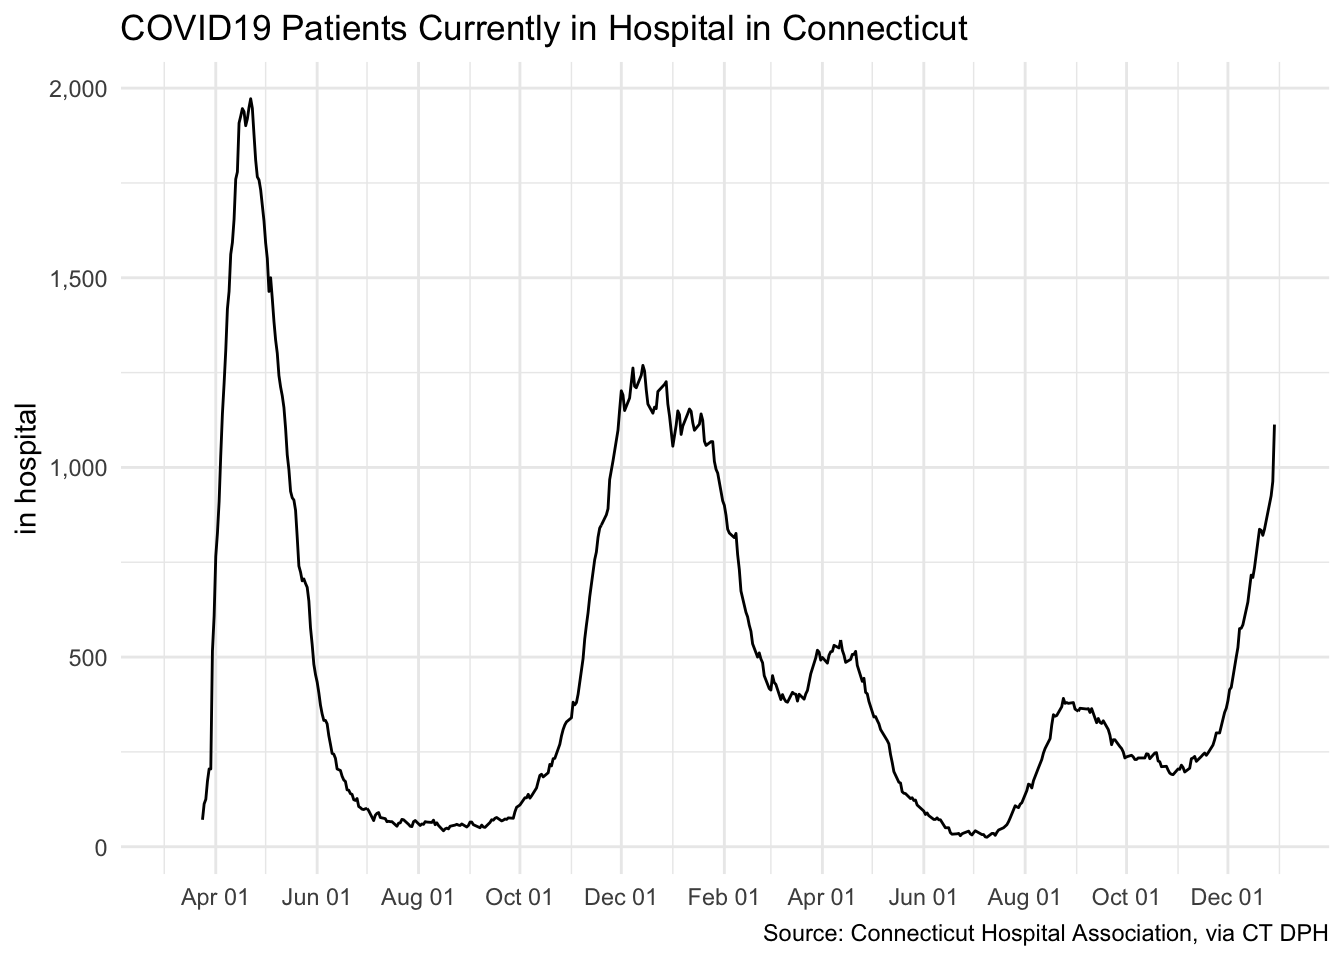 COVID19 Patients Currently in Hospital in Connecticut
2,000
1,500
1,000
500
0
in hospital
Apr 01 Jun 01 Aug 01 Oct 01 Dec 01 Feb 01 Apr 01 Jun 01 Aug 01 Oct 01 Dec 01
Source: Connecticut Hospital Association, via CT DPH